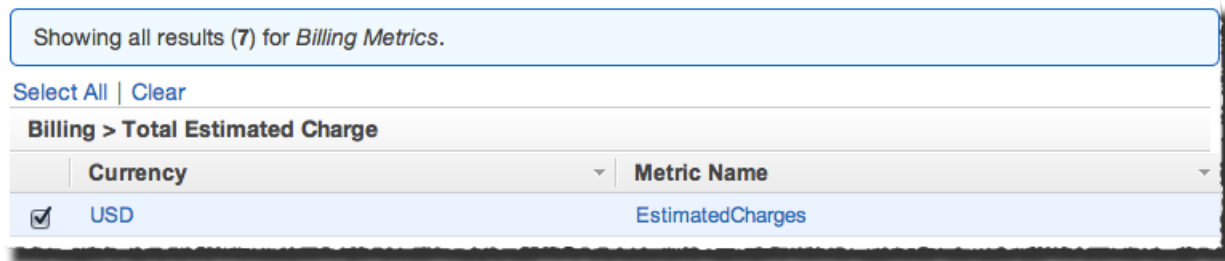 Showing all results (7) for Billing Metrics.
Select All | Clear
Billing > Total Estimated Charge
Currency Metric Name
USD EstimatedCharges